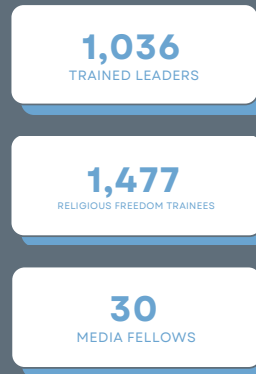 1,036
TRAINED LEADERS
1,477
RELIGIOUS FREEDOM TRAINEES
30
MEDIA FELLOWS